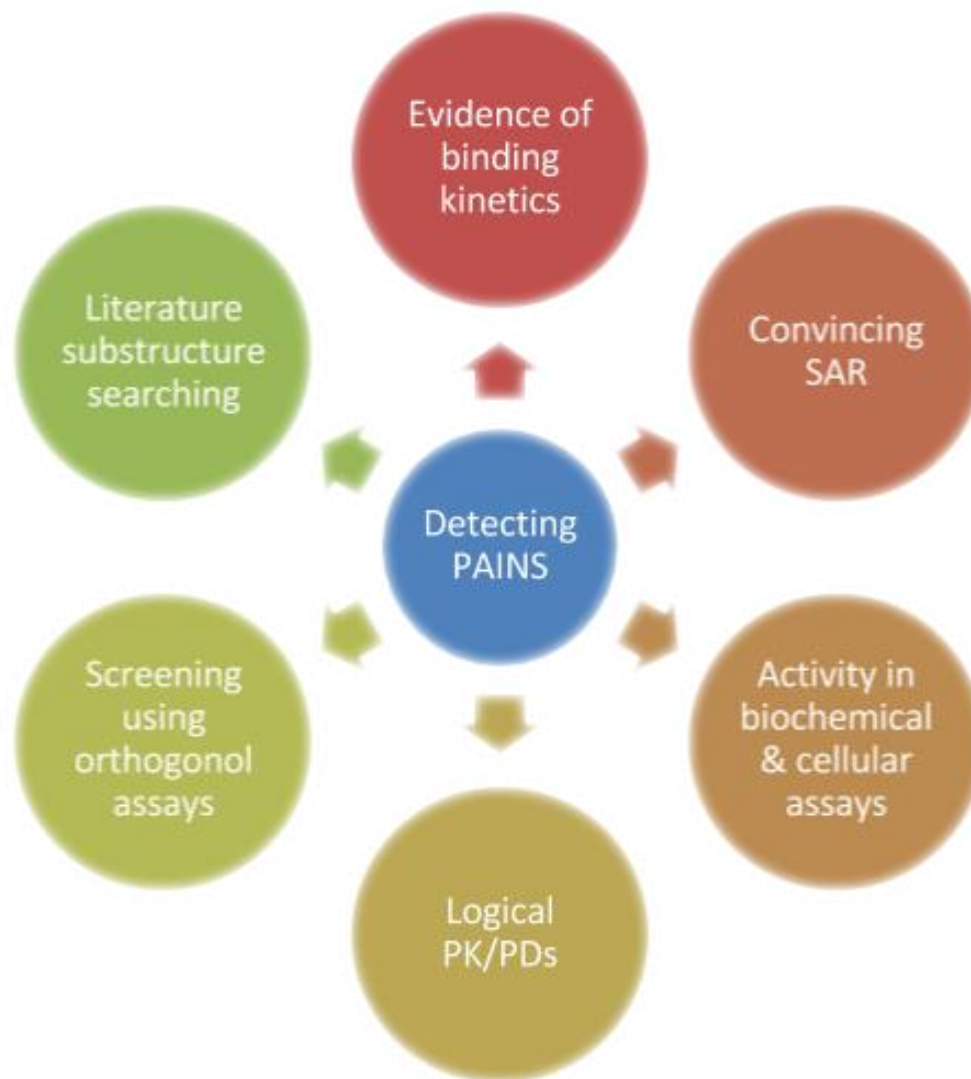 Evidence of
binding
kinetics
Convincing
SAR
Activity in
biochemical
& cellular
assays
Logical
PK/PDs
Screening
using
orthogonol
assays
Literature
substructure
searching
Detecting
PAINS